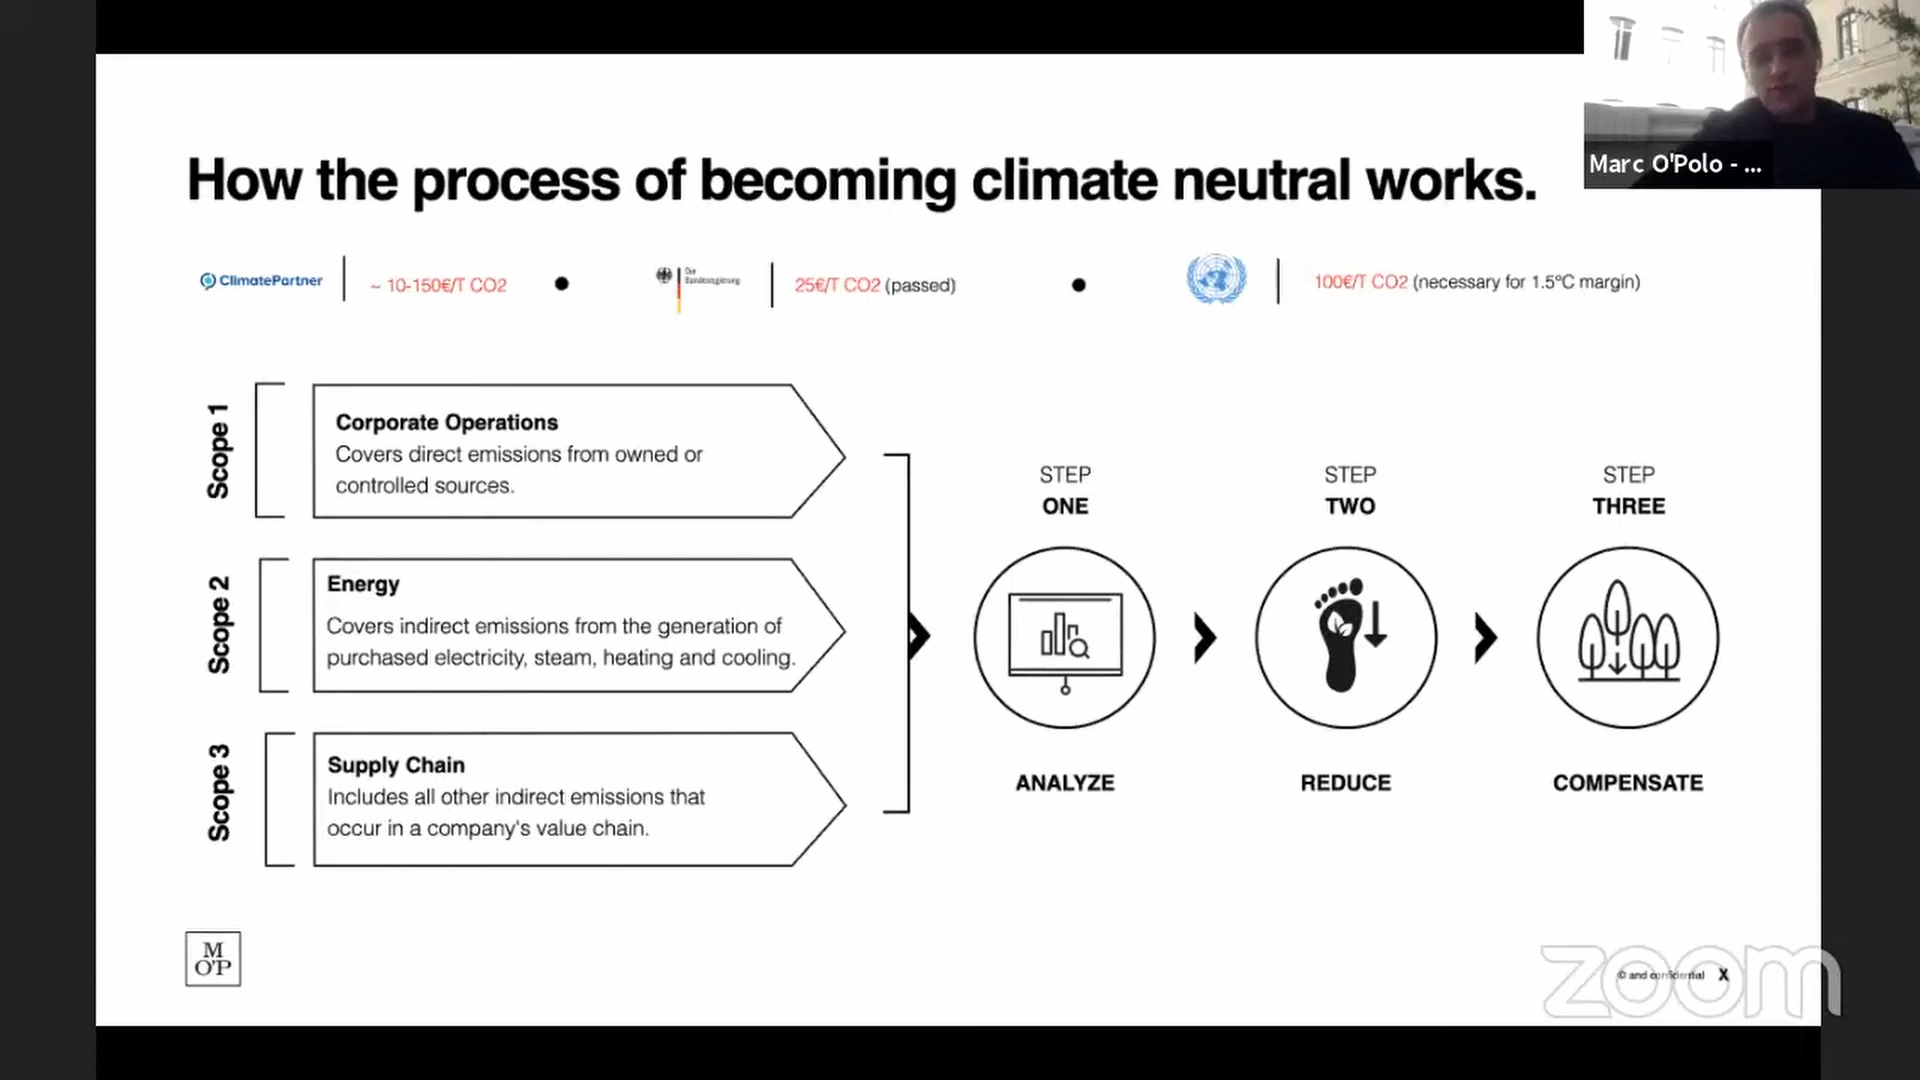 Marc O'Polo - ...
How the process of becoming climate neutral works.
ClimatePartner
~ 10-150€/T CO2
Die
Bundesregierung
25€/T CO2 (passed)
100€/T CO2 (necessary for 1.5°C margin)
Scope 1
Corporate Operations
Covers direct emissions from owned or
controlled sources.
Scope 2
Energy
Covers indirect emissions from the generation of
purchased electricity, steam, heating and cooling.
Scope 3
Supply Chain
Includes all other indirect emissions that
occur in a company's value chain.
STEP
ONE
ANALYZE
STEP
TWO
REDUCE
STEP
THREE
COMPENSATE
M
O'P
© and confidential X
zoom